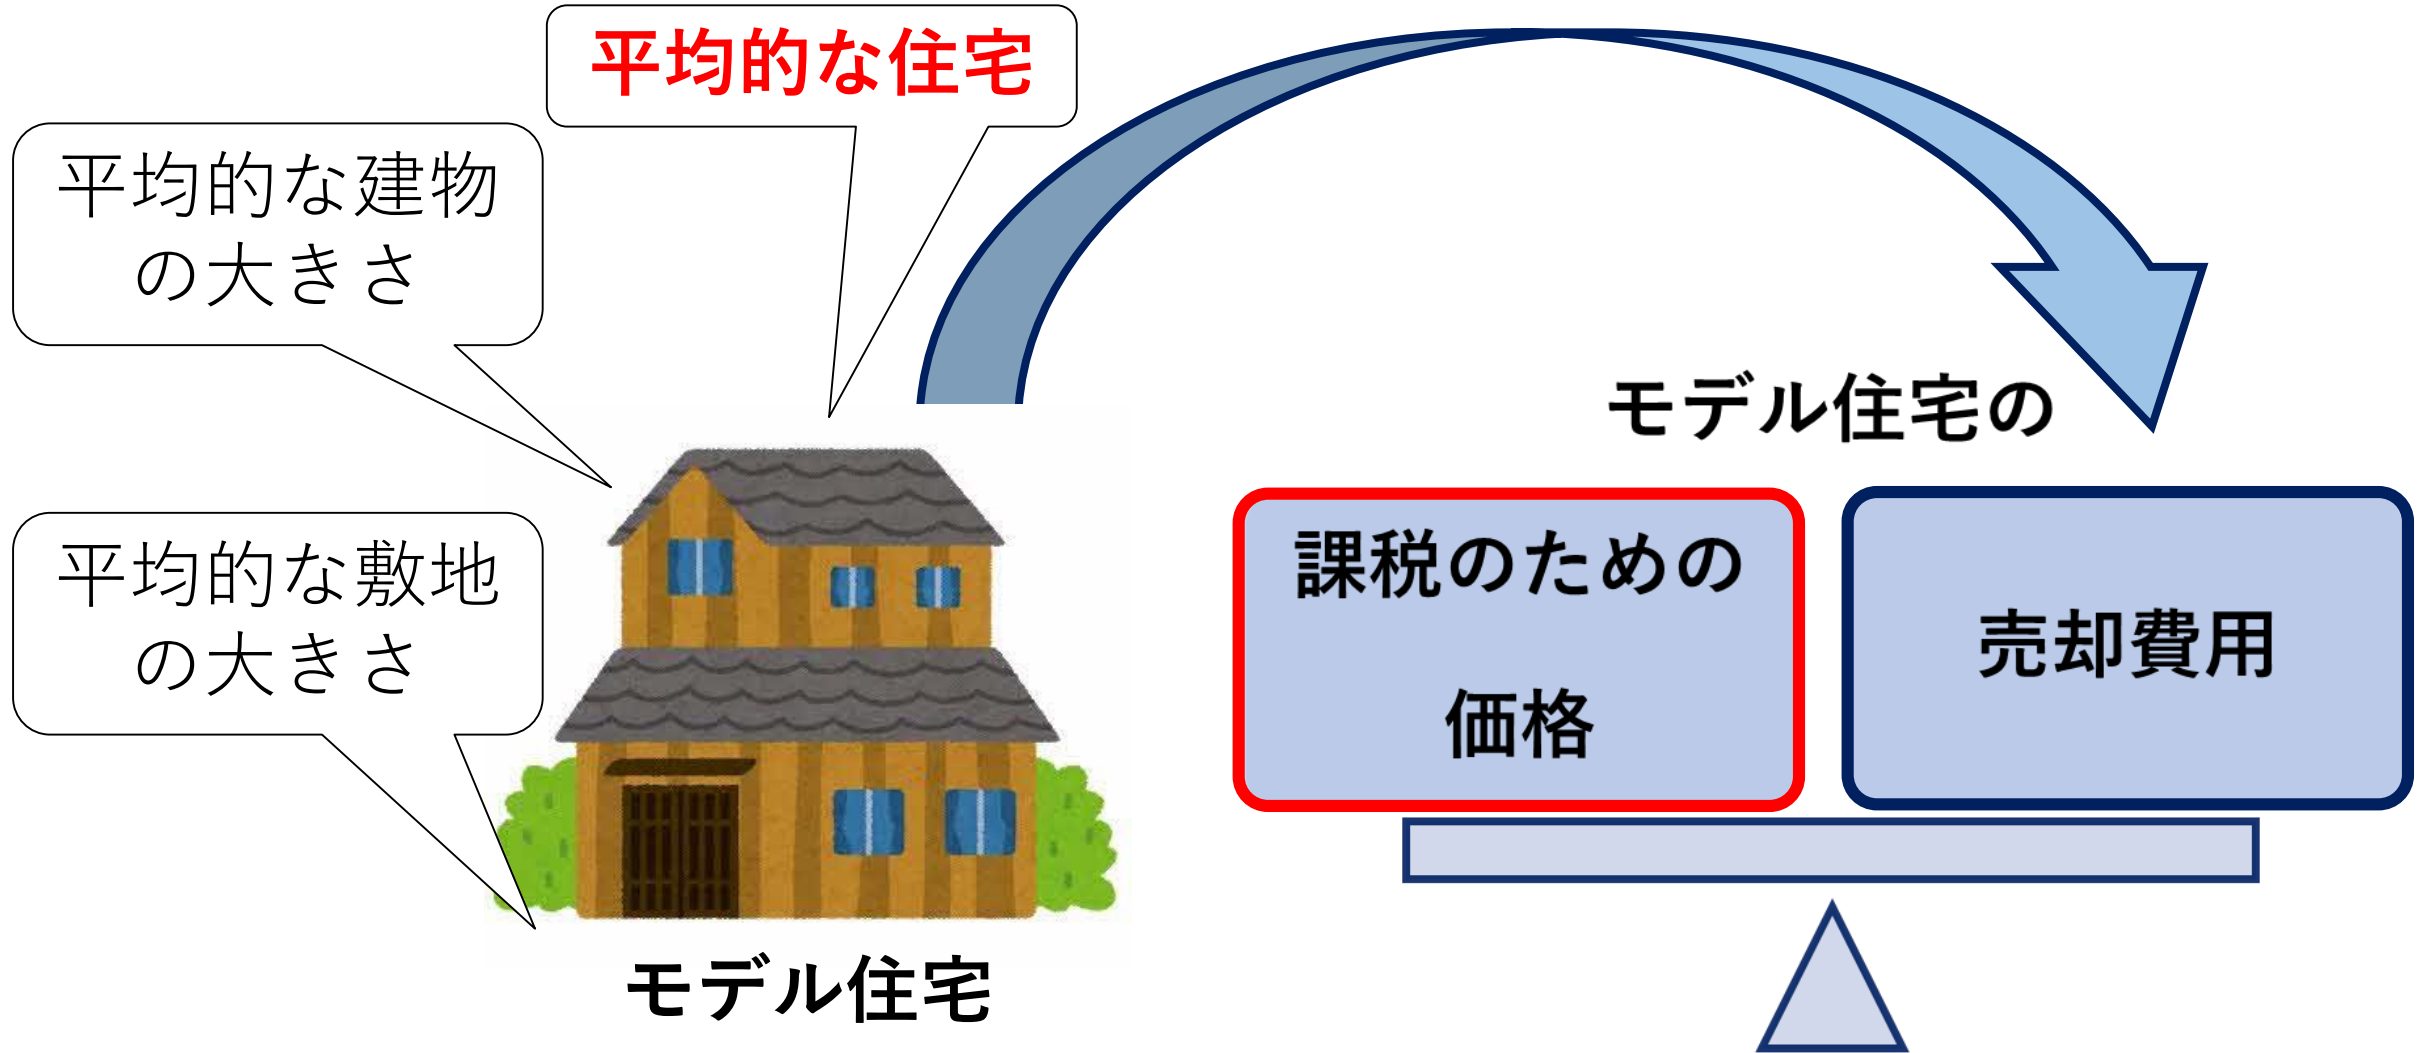 平均的な住宅
平均的な建物
の大きさ
平均的な敷地
の大きさ
モデル住宅
モデル住宅の
課税のための
価格
売却費用